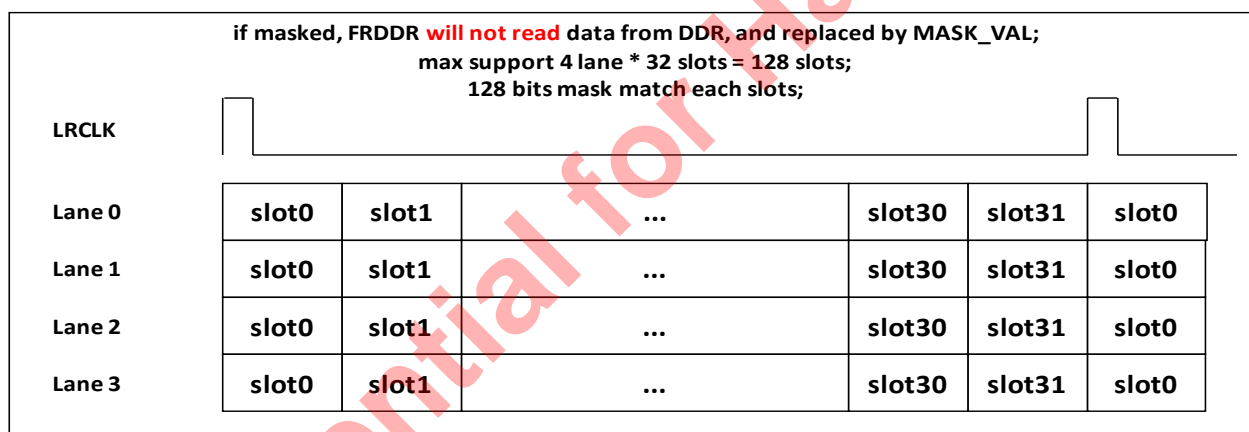 if masked, FRDDR will not read data from DDR, and replaced by MASK_VAL;
max support 4 lane * 32 slots = 128 slots;
128 bits mask match each slots;
LRCLK
Lane 0 slot0 slot1 ... slot30 slot31 slot0
Lane 1 slot0 slot1 ... slot30 slot31 slot0
Lane 2 slot0 slot1 ... slot30 slot31 slot0
Lane 3 slot0 slot1 ... slot30 slot31 slot0